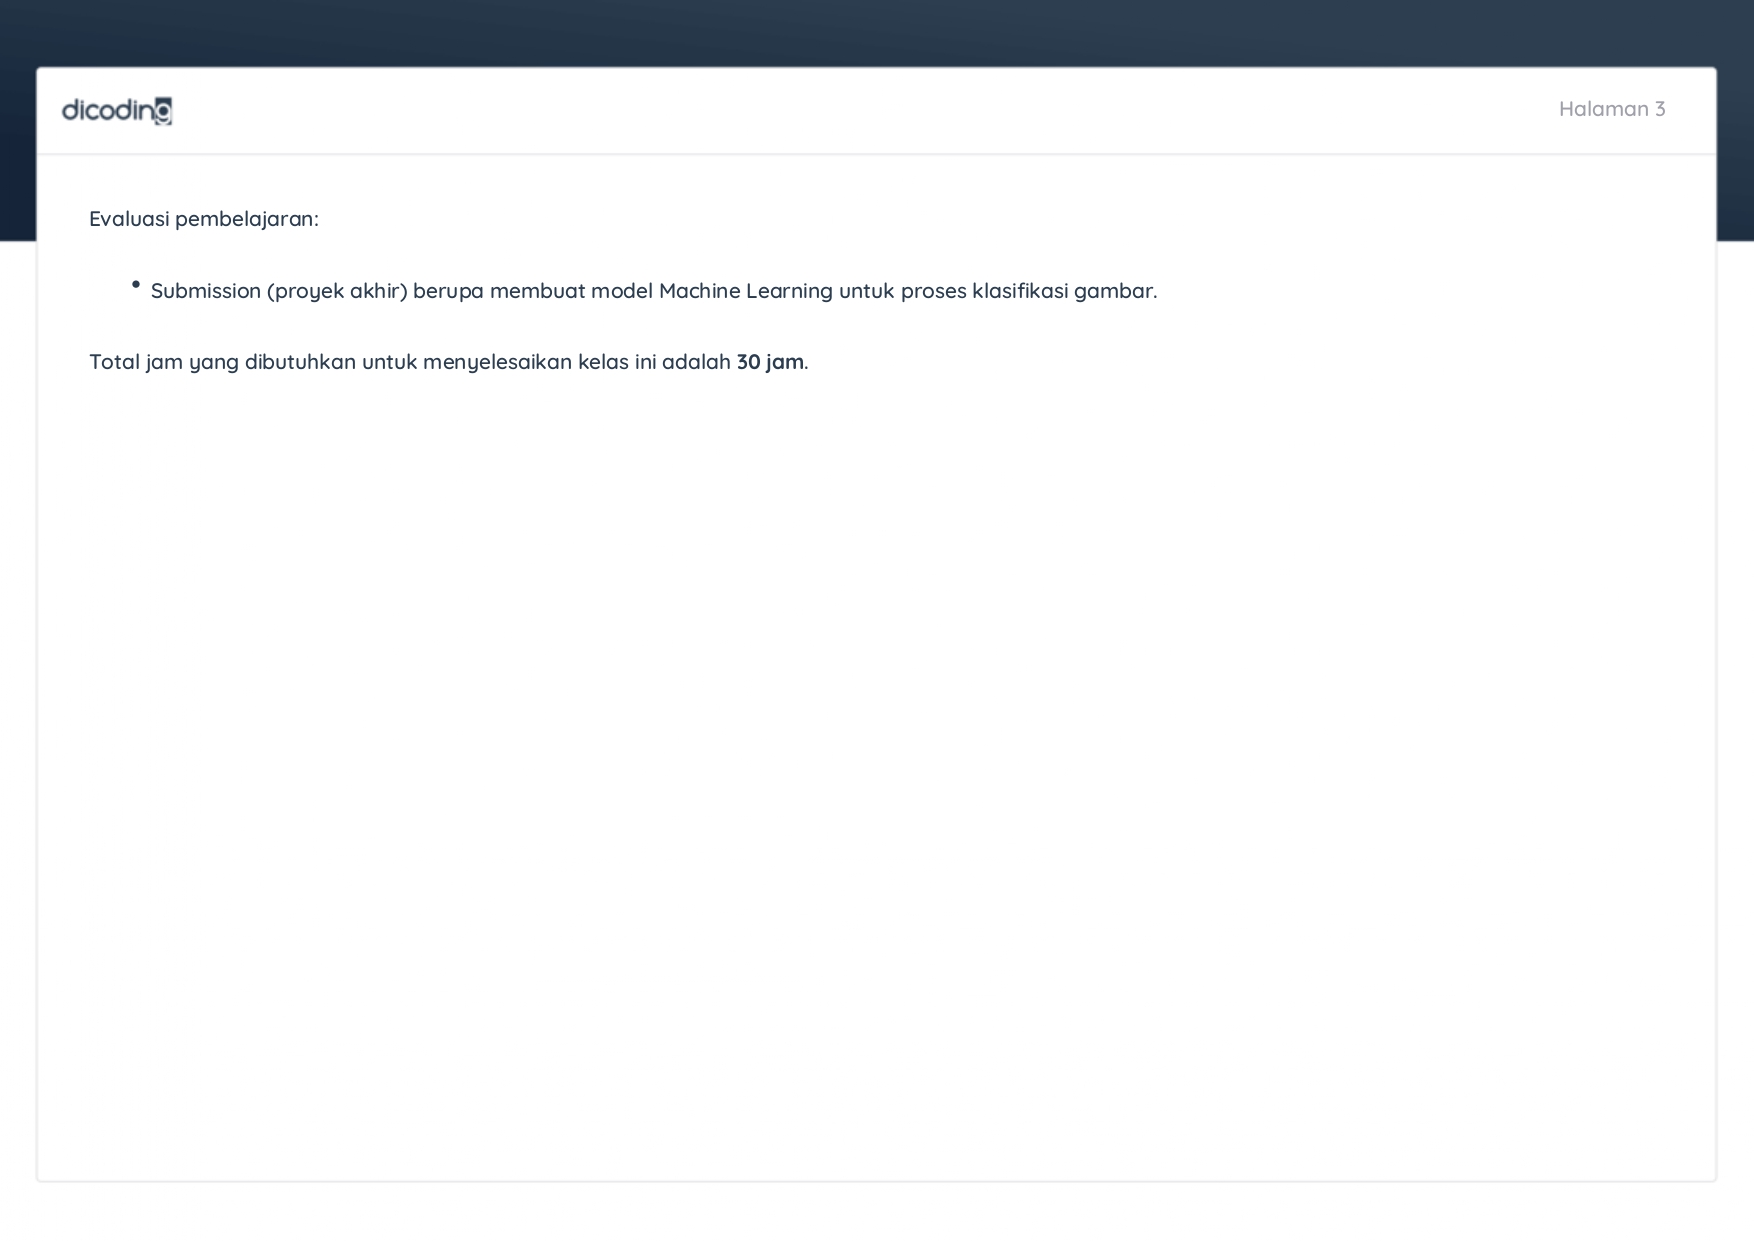 dicoding
Halaman 3
Evaluasi pembelajaran:
• Submission (proyek akhir) berupa membuat model Machine Learning untuk proses klasifikasi gambar.
Total jam yang dibutuhkan untuk menyelesaikan kelas ini adalah 30 jam.